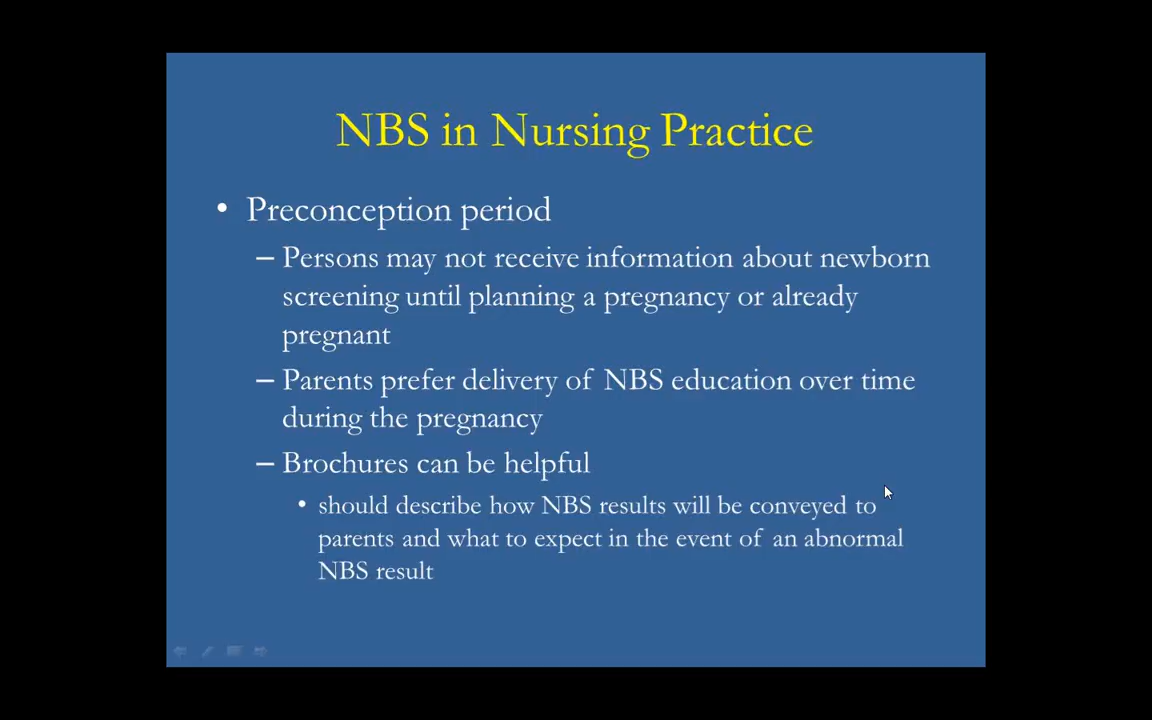 NBS in Nursing Practice
• Preconception period
– Persons may not receive information about newborn
screening until planning a pregnancy or already
pregnant
– Parents prefer delivery of NBS education over time
during the pregnancy
– Brochures can be helpful
• should describe how NBS results will be conveyed to
parents and what to expect in the event of an abnormal
NBS result